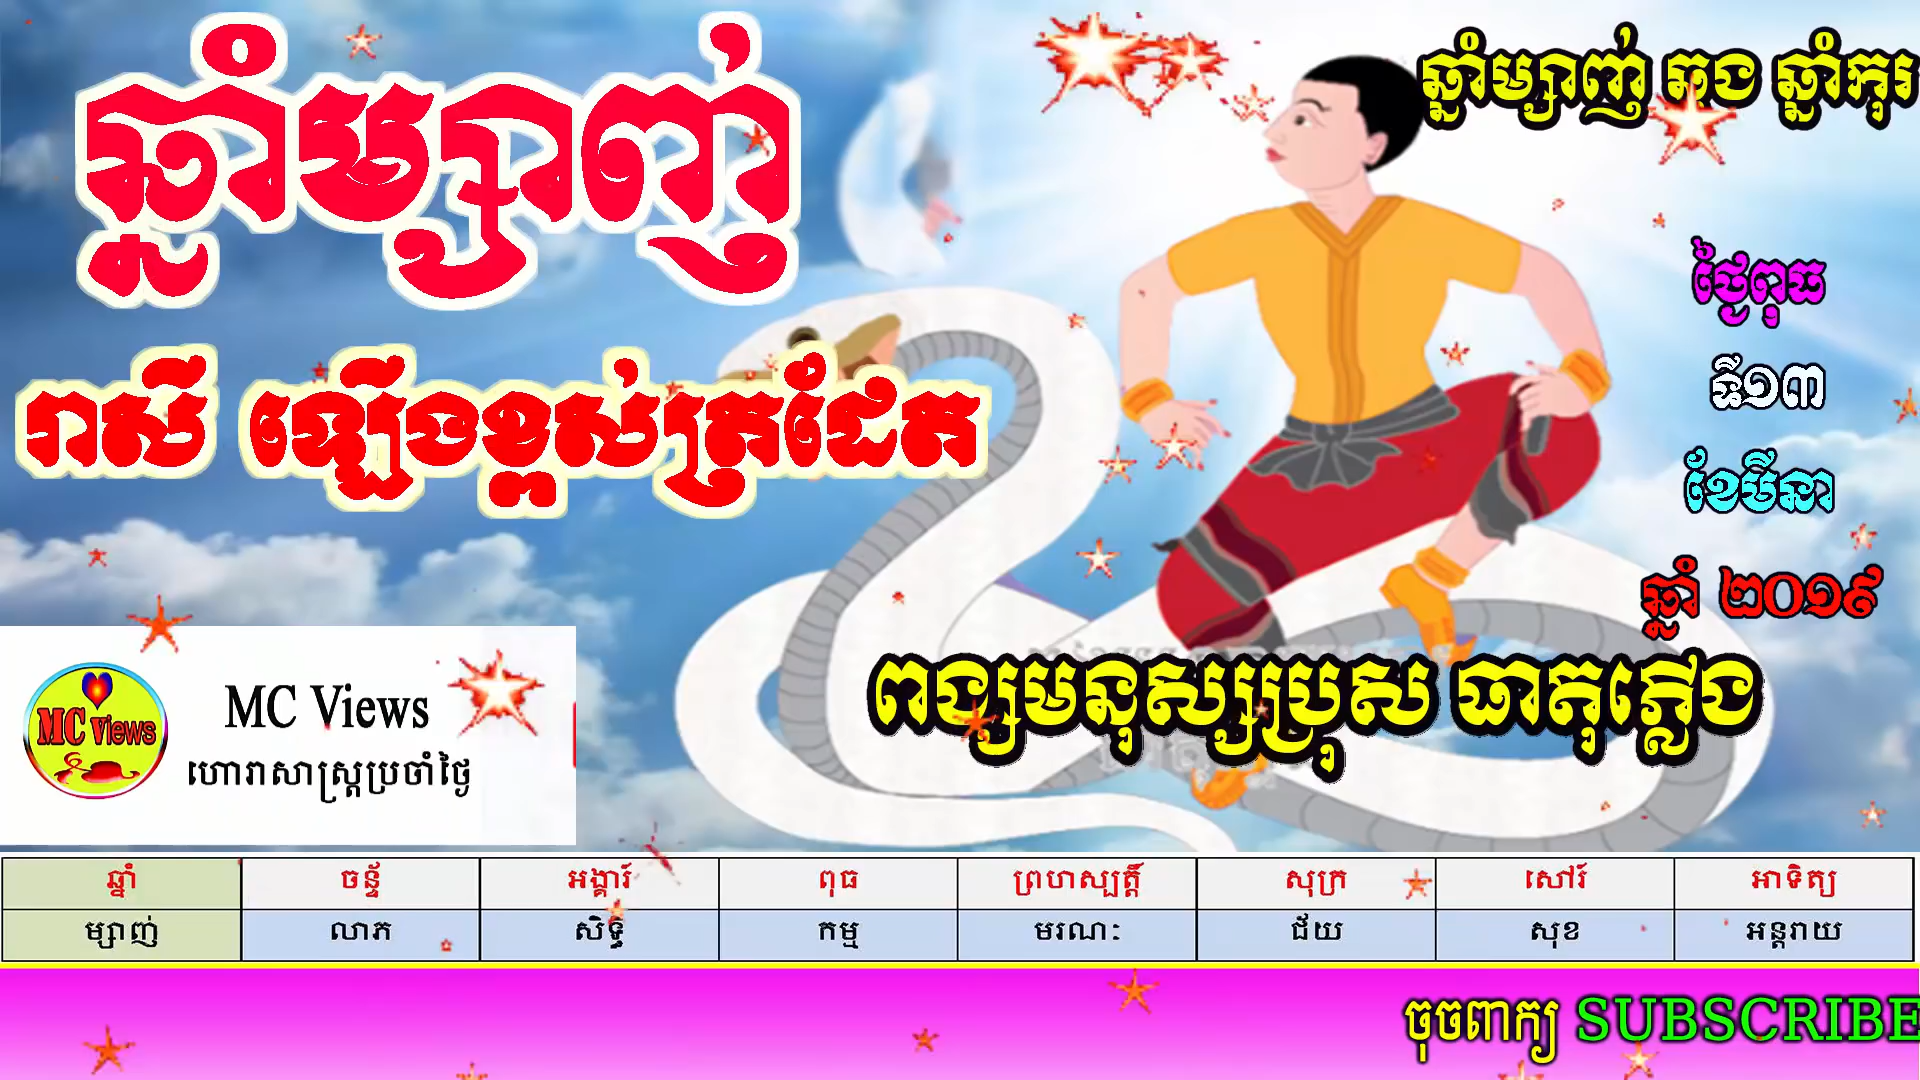 ឆ្នាំម្សាញ់
ឆ្នាំម្សាញ់ ឆុង ឆ្នាំកុរ
ថ្ងៃពុធ
ទី១៣
ខែមីនា
ឆ្នាំ ២០១៩
រាសី ឡើងខ្ពស់ត្រដែត
ពង្សមនុស្សប្រុស ធាតុភ្លើង
MC Views
MC Views
ហោរាសាស្ត្រប្រចាំថ្ងៃ
ឆ្នាំ ចន្ទ័ អង្គារ៍ ពុធ ព្រហស្បត្តិ៍ សុក្រ សៅរ៍ អាទិត្យ
ម្សាញ់ លាភ សិទ្ធិ កម្ម មរណៈ ជ័យ សុខ អន្តរាយ
ចុចពាក្យ SUBSCRIBE